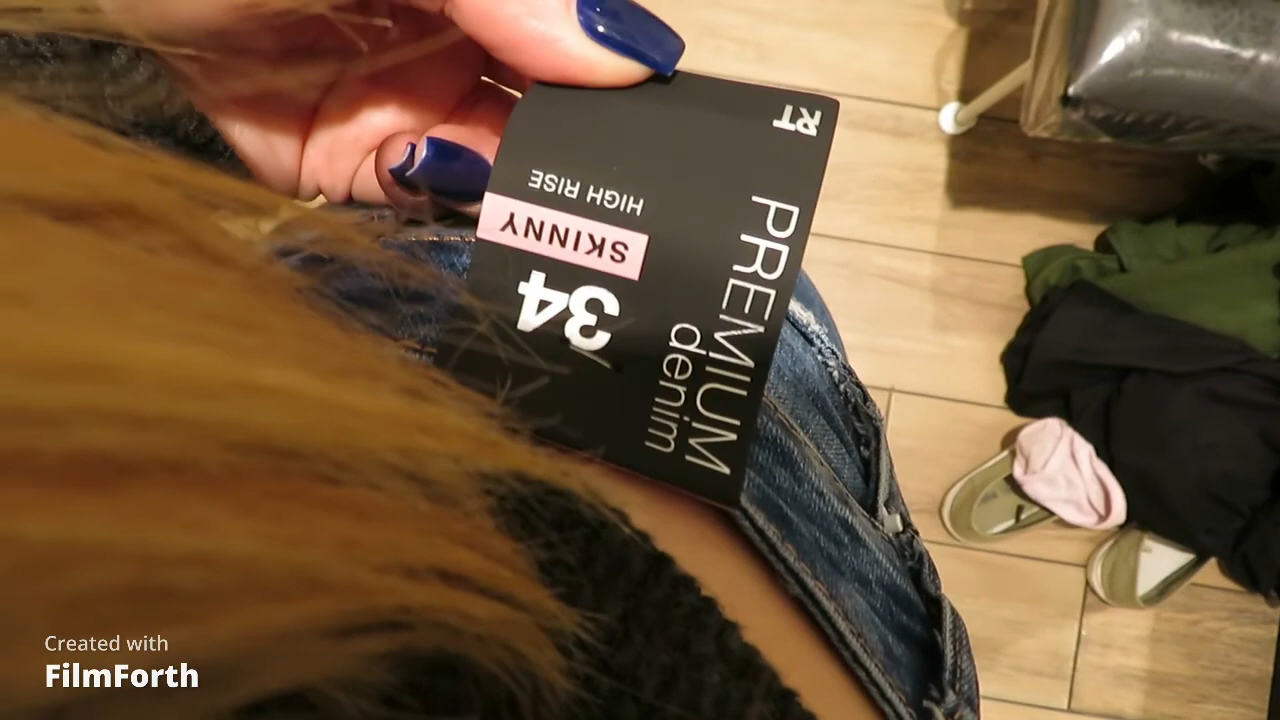 PREMIUM
denim
34
SKINNY
HIGH RISE
RT
Created with
FilmForth